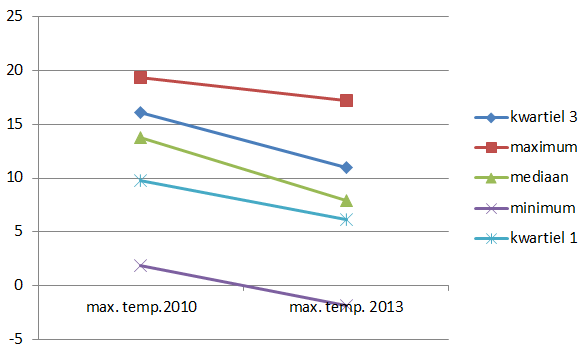 25
20
15
10
5
0
-5
max. temp.2010
max. temp. 2013
kwartiel 3
maximum
mediaan
minimum
kwartiel 1